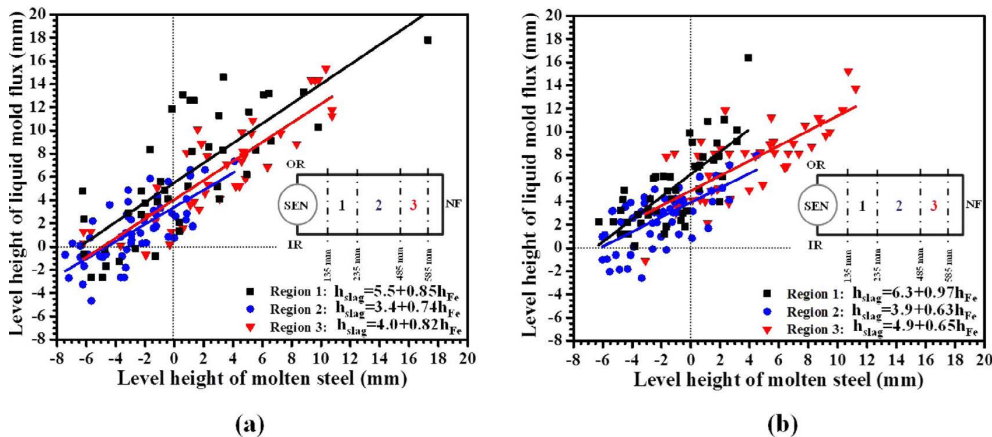 20
18
16
14
12
10
8
6
4
2
0
-2
-4
-6
-8
-8 -6 -4 -2 0 2 4 6 8 10 12 14 16 18 20
Level height of liquid mold flux (mm)
Level height of molten steel (mm)
OR
SEN 1 2 3 NF
IR
135 mm
235 mm
485 mm
585 mm
Region 1: hslag=5.5+0.85hFe
Region 2: hslag=3.4+0.74hFe
Region 3: hslag=4.0+0.82hFe
(a)
20
18
16
14
12
10
8
6
4
2
0
-2
-4
-6
-8
-8 -6 -4 -2 0 2 4 6 8 10 12 14 16 18 20
Level height of liquid mold flux (mm)
Level height of molten steel (mm)
OR
SEN 1 2 3 NF
IR
135 mm
235 mm
485 mm
585 mm
Region 1: hslag=6.3+0.97hFe
Region 2: hslag=3.9+0.63hFe
Region 3: hslag=4.9+0.65hFe
(b)